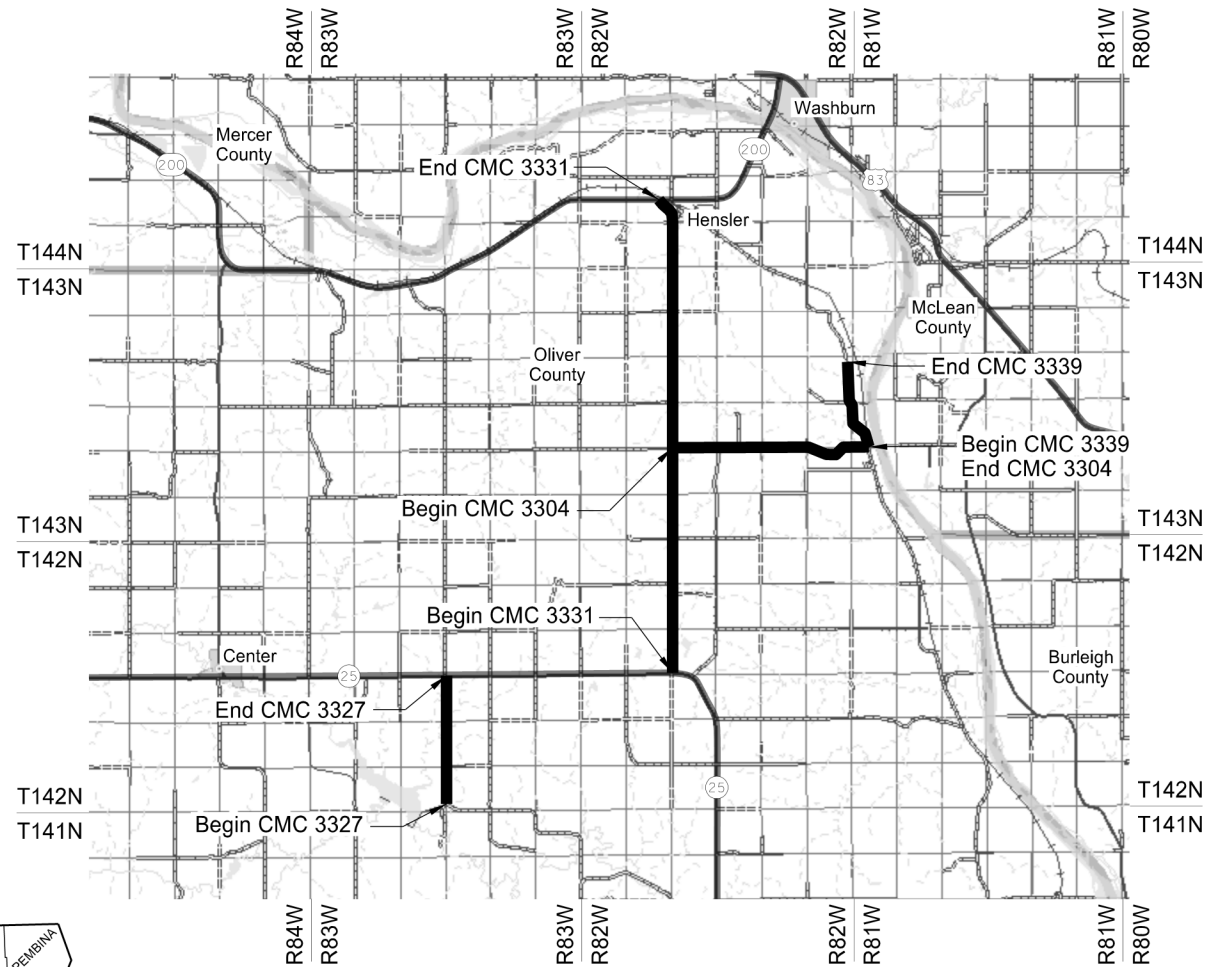 R84W
R83W
R83W
R82W
R82W
R81W
R81W
R80W
Washburn
Mercer
County
200
End CMC 3331
200
83
Hensler
T144N
T143N
T144N
T143N
McLean
County
Oliver
County
End CMC 3339
Begin CMC 3339
End CMC 3304
Begin CMC 3304
T143N
T142N
T143N
T142N
Begin CMC 3331
Center
25
Burleigh
County
End CMC 3327
25
T142N
T141N
T142N
T141N
Begin CMC 3327
R84W
R83W
R83W
R82W
R82W
R81W
R81W
R80W
PEMBINA